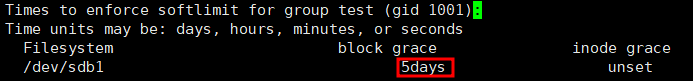 Times to enforce softlimit for group test (gid 1001):
Time units may be: days, hours, minutes, or seconds
Filesystem block grace inode grace
/dev/sdb1 5days unset